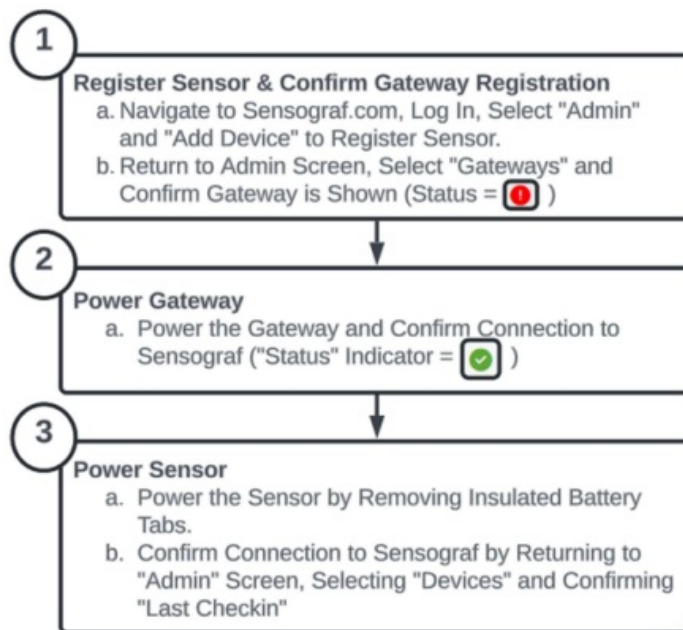 1
Register Sensor & Confirm Gateway Registration
a. Navigate to Sensograf.com, Log In, Select "Admin"
and "Add Device" to Register Sensor.
b. Return to Admin Screen, Select "Gateways" and
Confirm Gateway is Shown (Status = ! )
2
Power Gateway
a. Power the Gateway and Confirm Connection to
Sensograf ("Status" Indicator = ✓ )
3
Power Sensor
a. Power the Sensor by Removing Insulated Battery
Tabs.
b. Confirm Connection to Sensograf by Returning to
"Admin" Screen, Selecting "Devices" and Confirming
"Last Checkin"